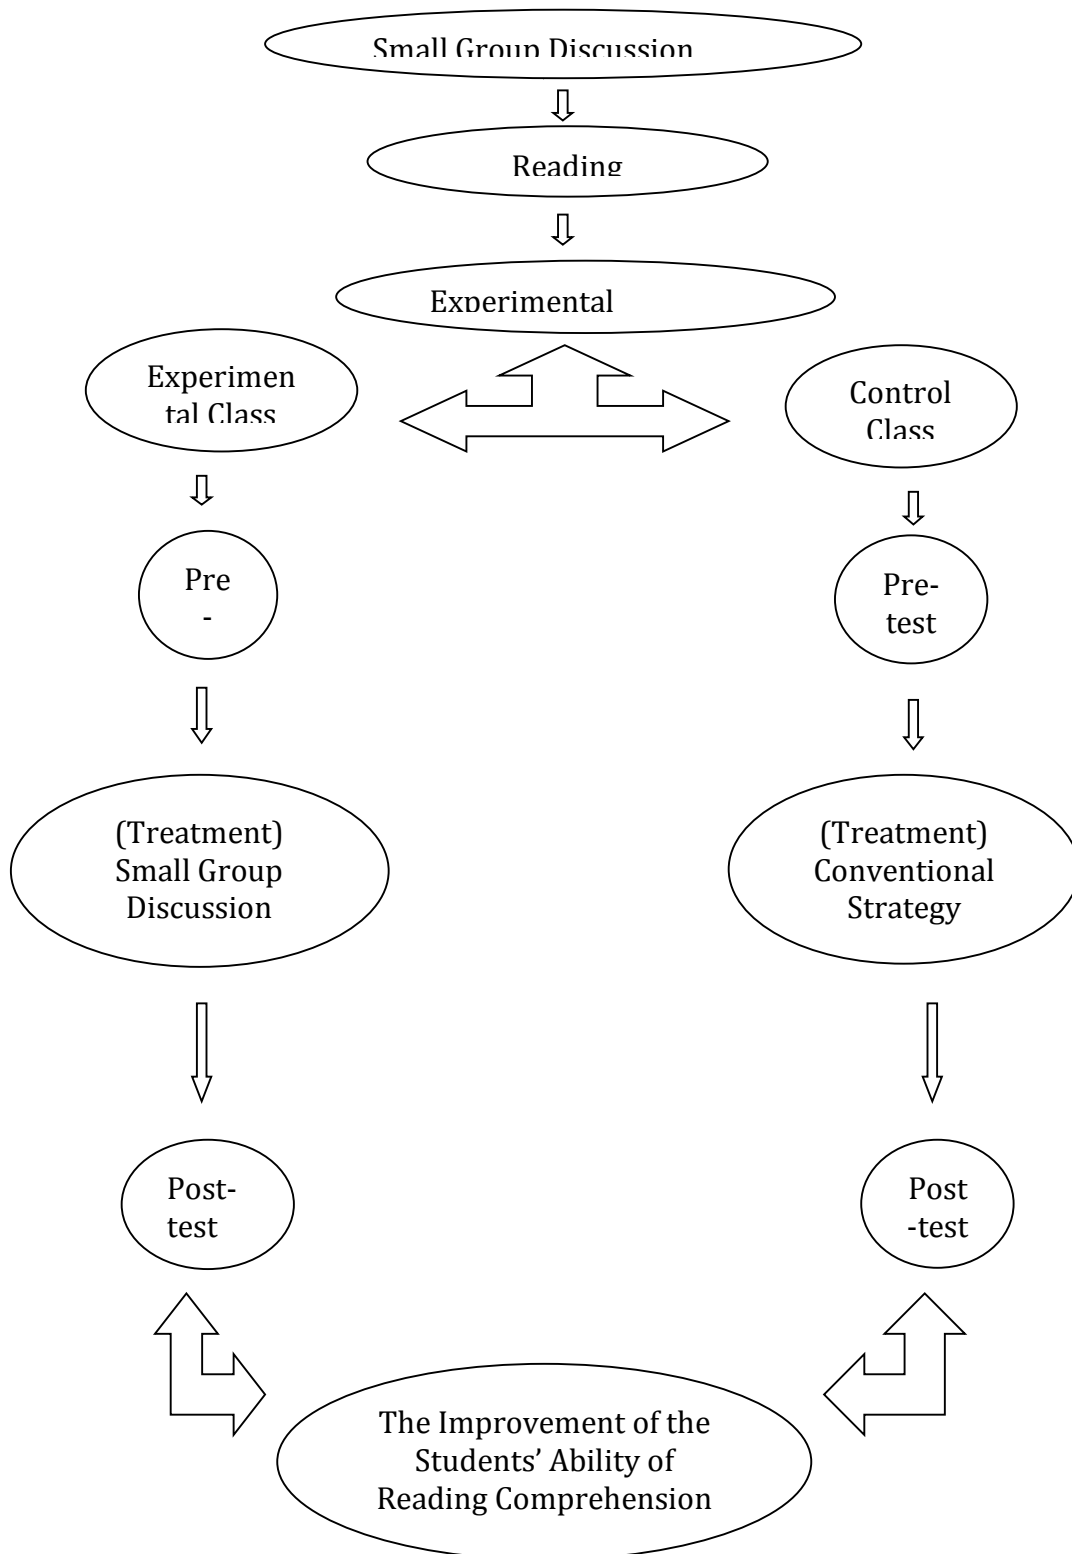 Small Group Discussion
Reading
Experimental
Experimen
tal Class
Control
Class
Pre
-
Pre-
test
(Treatment)
Small Group
Discussion
(Treatment)
Conventional
Strategy
Post-
test
Post
-test
The Improvement of the
Students’ Ability of
Reading Comprehension